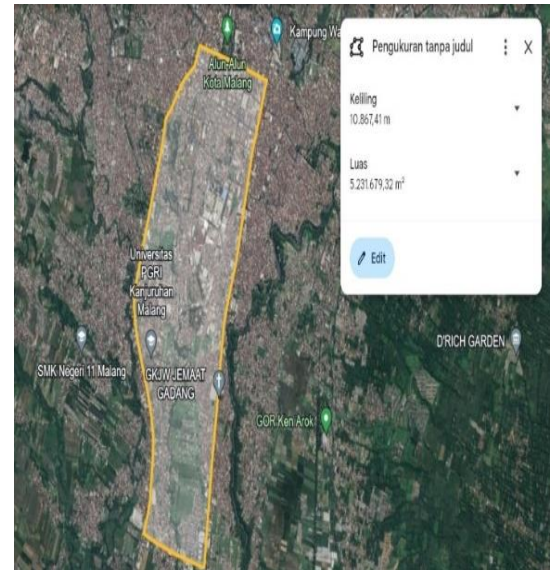 Kampung Wa
Alun-Alun
Kota Malang
Pengukuran tanpa judul
Keliling
10.867,41 m
Luas
5.231.679,32 m²
Edit
Universitas
PGRI
Kanjuruhan
Malang
SMK Negeri 11 Malang
GKJW JEMAAT
GADANG
D'RICH GARDEN
GOR Ken Arok